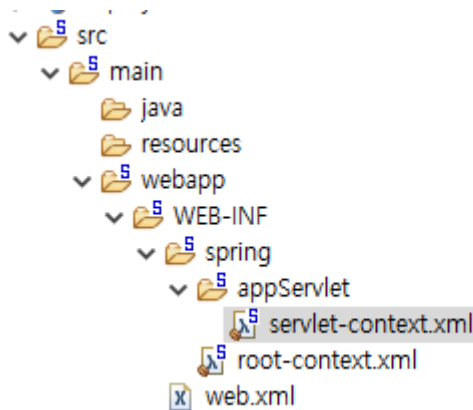 src
main
java
resources
webapp
WEB-INF
spring
appServlet
servlet-context.xml
root-context.xml
web.xml